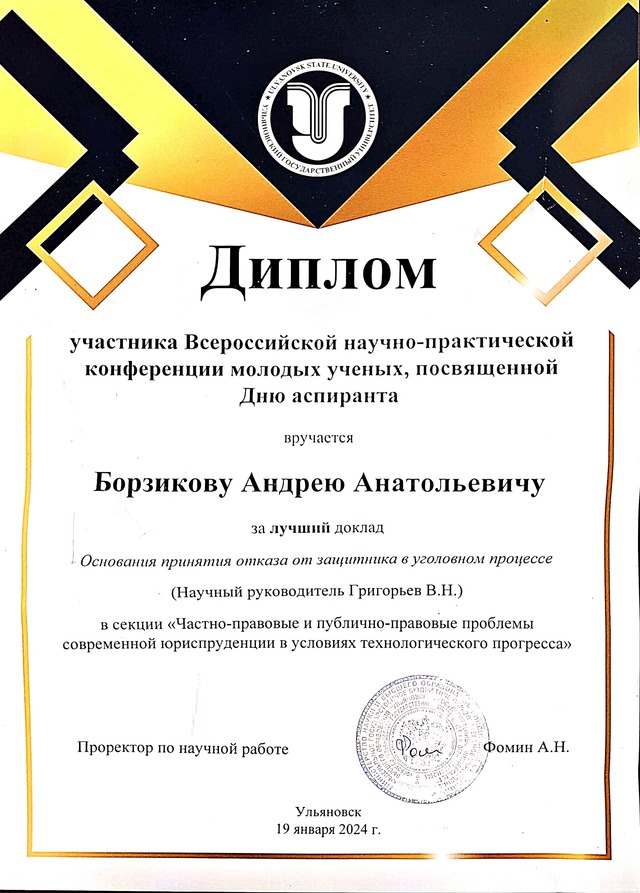 ULYANOVSK STATE UNIVERSITY
УЛЬЯНОВСКИЙ ГОСУДАРСТВЕННЫЙ УНИВЕРСИТЕТ
Диплом
участника Всероссийской научно-практической
конференции молодых ученых, посвященной
Дню аспиранта
вручается
Борзикову Андрею Анатольевичу
за лучший доклад
Основания принятия отказа от защитника в уголовном процессе
(Научный руководитель Григорьев В.Н.)
в секции «Частно-правовые и публично-правовые проблемы
современной юриспруденции в условиях технологического прогресса»
Проректор по научной работе
Фомин А.Н.
Ульяновск
19 января 2024 г.